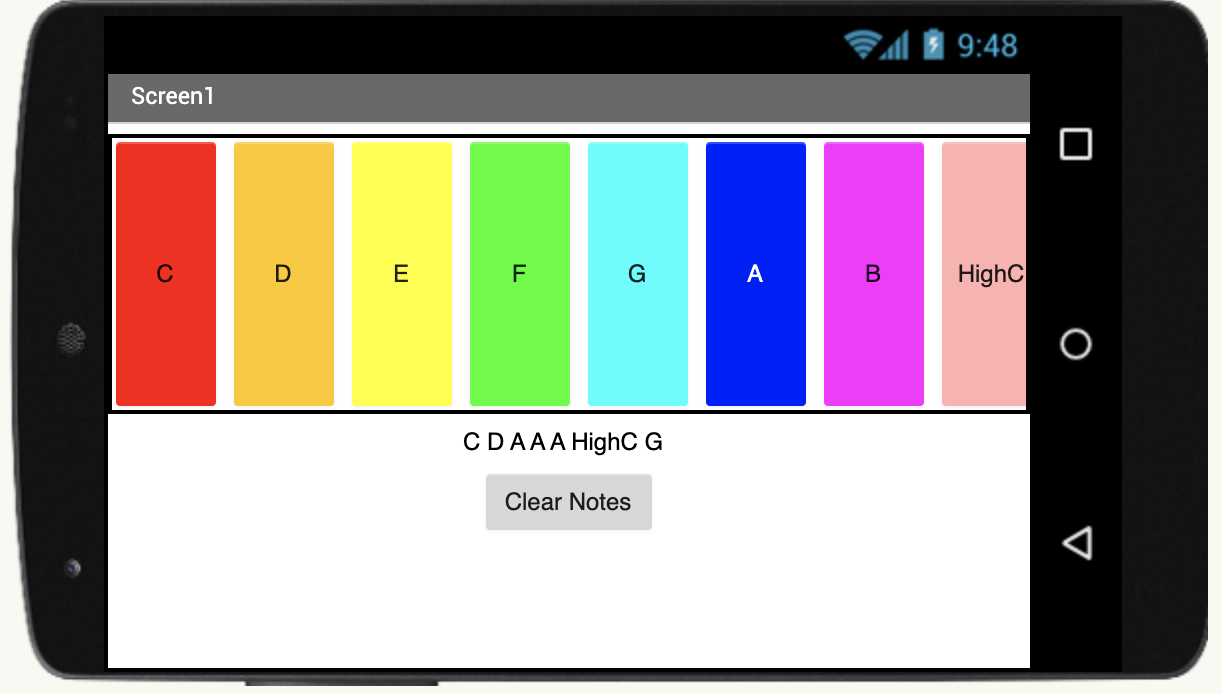 9:48
Screen1
C D E F G A B HighC
C D A A A HighC G
Clear Notes